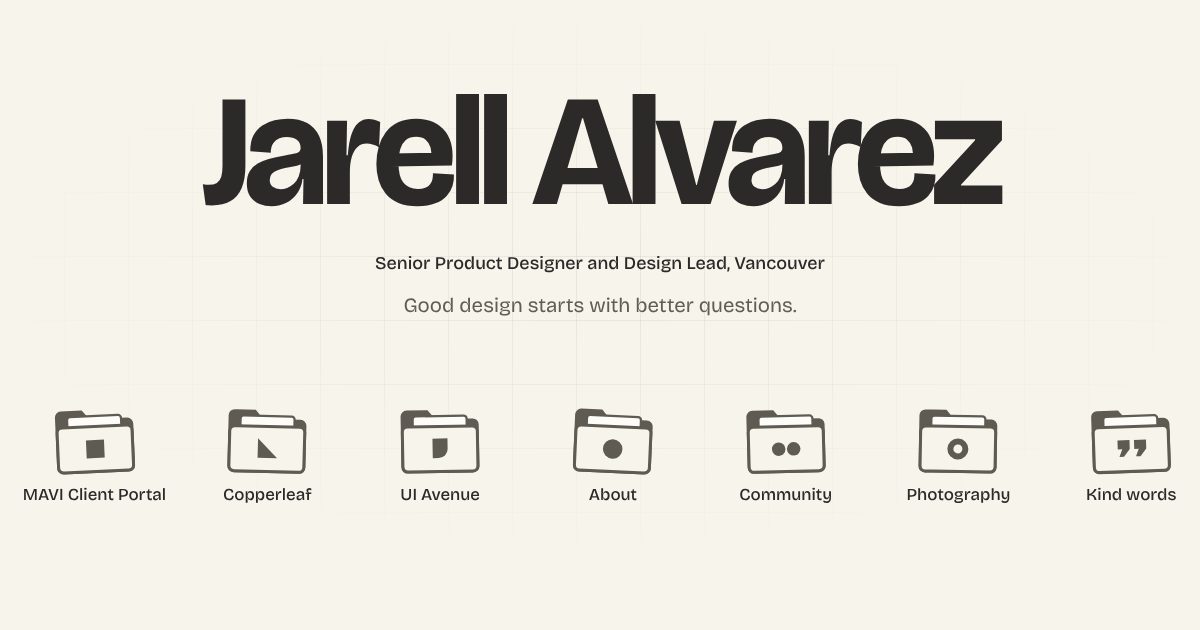 Jarell Alvarez
Senior Product Designer and Design Lead, Vancouver
Good design starts with better questions.
MAVI Client Portal
Copperleaf
UI Avenue
About
Community
Photography
Kind words